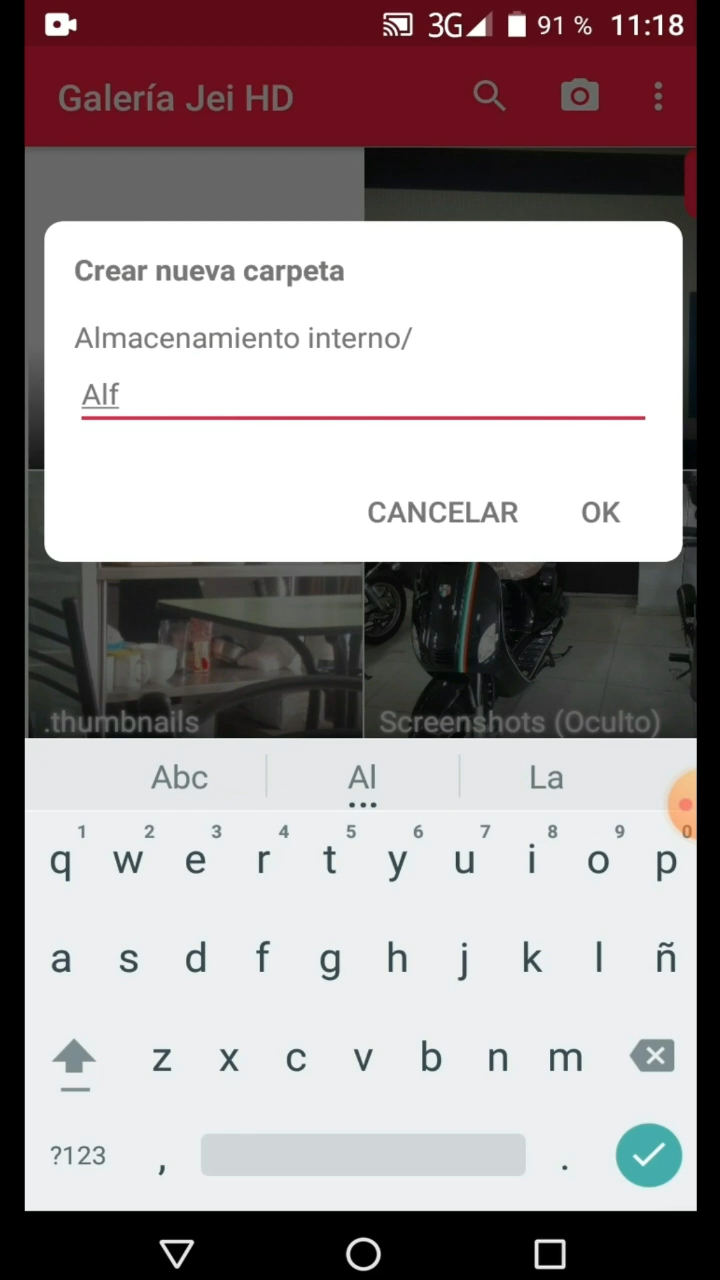 3G 91 % 11:18
Galería Jei HD
Crear nueva carpeta
Almacenamiento interno/
Alf
CANCELAR OK
.thumbnails Screenshots (Oculto)
Abc Al La
1 2 3 4 5 6 7 8 9 0
q w e r t y u i o p
a s d f g h j k l ñ
z x c v b n m
?123 , .